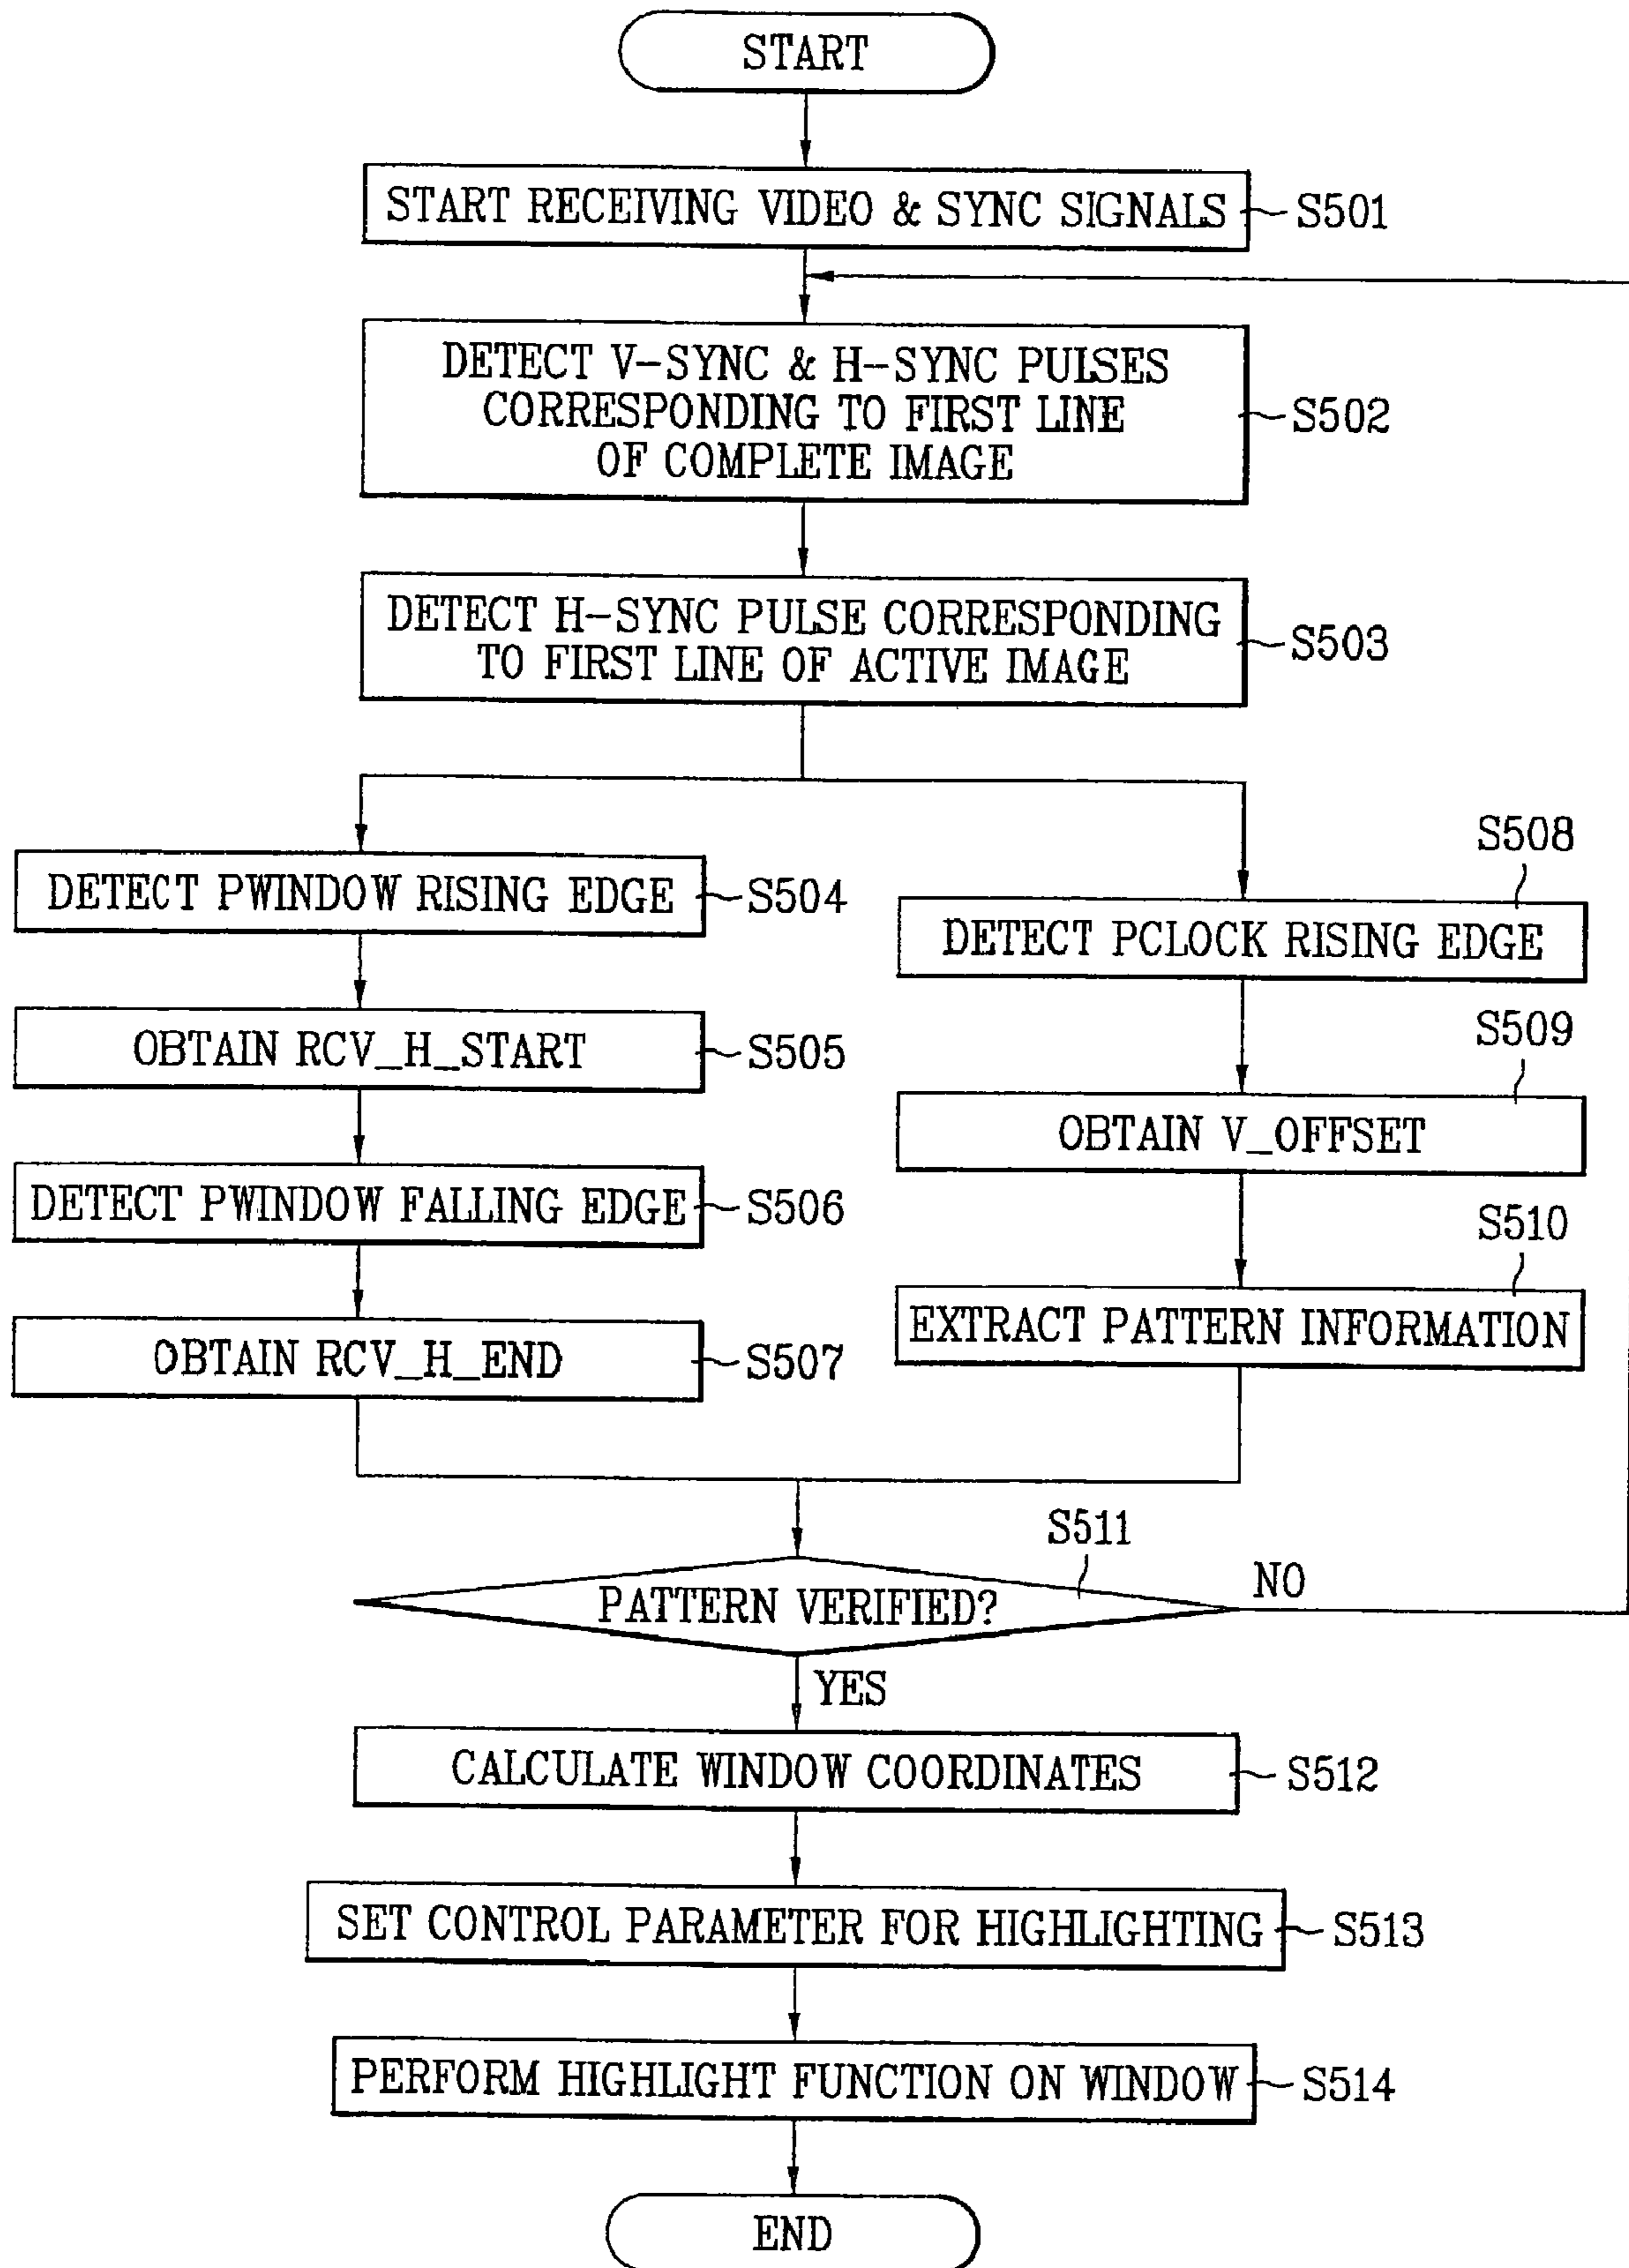 START
START RECEIVING VIDEO & SYNC SIGNALS
S501
DETECT V-SYNC & H-SYNC PULSES
CORRESPONDING TO FIRST LINE
OF COMPLETE IMAGE
S502
DETECT H-SYNC PULSE CORRESPONDING
TO FIRST LINE OF ACTIVE IMAGE
S503
DETECT PWINDOW RISING EDGE
S504
OBTAIN RCV_H_START
S505
DETECT PWINDOW FALLING EDGE
S506
OBTAIN RCV_H_END
S507
S508
DETECT PCLOCK RISING EDGE
S509
OBTAIN V_OFFSET
S510
EXTRACT PATTERN INFORMATION
S511
PATTERN VERIFIED?
NO
YES
CALCULATE WINDOW COORDINATES
S512
SET CONTROL PARAMETER FOR HIGHLIGHTING
S513
PERFORM HIGHLIGHT FUNCTION ON WINDOW
S514
END